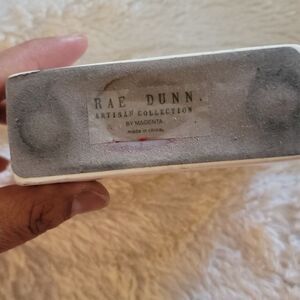 RAE DUNN.
ARTISAN COLLECTION
BY MAGENTA
MADE IN CHINA